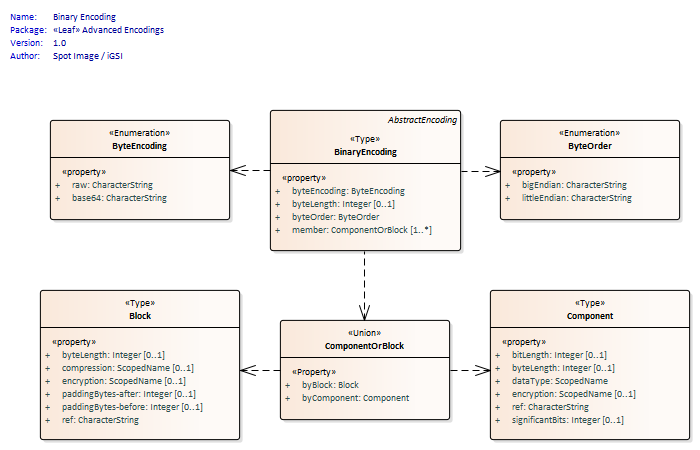 Name: Binary Encoding
Package: «Leaf» Advanced Encodings
Version: 1.0
Author: Spot Image / iGSI
«Enumeration»
ByteEncoding
«property»
+ raw: CharacterString
+ base64: CharacterString
AbstractEncoding
«Type»
BinaryEncoding
«property»
+ byteEncoding: ByteEncoding
+ byteLength: Integer [0..1]
+ byteOrder: ByteOrder
+ member: ComponentOrBlock [1..*]
«Enumeration»
ByteOrder
«property»
+ bigEndian: CharacterString
+ littleEndian: CharacterString
«Type»
Block
«property»
+ byteLength: Integer [0..1]
+ compression: ScopedName [0..1]
+ encryption: ScopedName [0..1]
+ paddingBytes-after: Integer [0..1]
+ paddingBytes-before: Integer [0..1]
+ ref: CharacterString
«Union»
ComponentOrBlock
«Property»
+ byBlock: Block
+ byComponent: Component
«Type»
Component
«property»
+ bitLength: Integer [0..1]
+ byteLength: Integer [0..1]
+ dataType: ScopedName
+ encryption: ScopedName [0..1]
+ ref: CharacterString
+ significantBits: Integer [0..1]